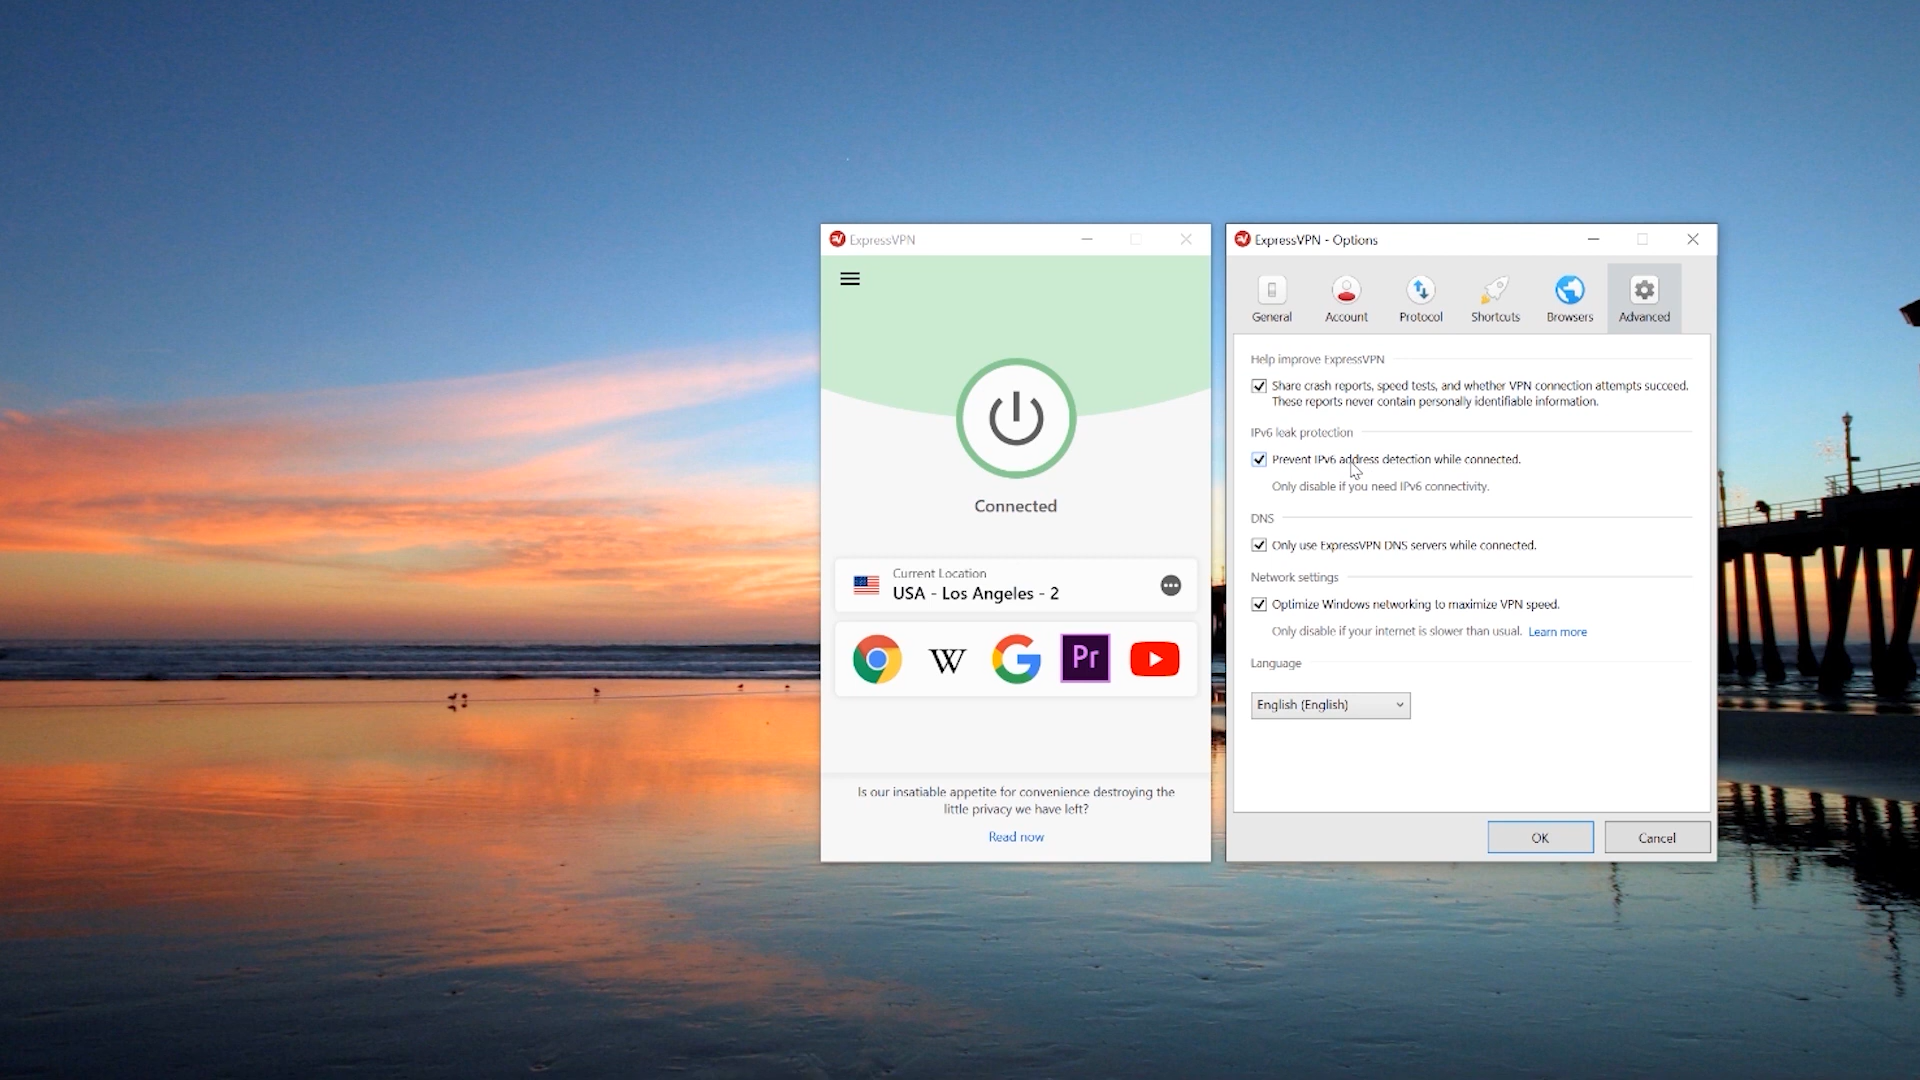 ExpressVPN
Connected
Current Location
USA - Los Angeles - 2
W
G
Pr
Is our insatiable appetite for convenience destroying the
little privacy we have left?
Read now
ExpressVPN - Options
General Account Protocol Shortcuts Browsers Advanced
Help improve ExpressVPN
Share crash reports, speed tests, and whether VPN connection attempts succeed.
These reports never contain personally identifiable information.
IPv6 leak protection
Prevent IPv6 address detection while connected.
Only disable if you need IPv6 connectivity.
DNS
Only use ExpressVPN DNS servers while connected.
Network settings
Optimize Windows networking to maximize VPN speed.
Only disable if your internet is slower than usual. Learn more
Language
English (English)
OK Cancel